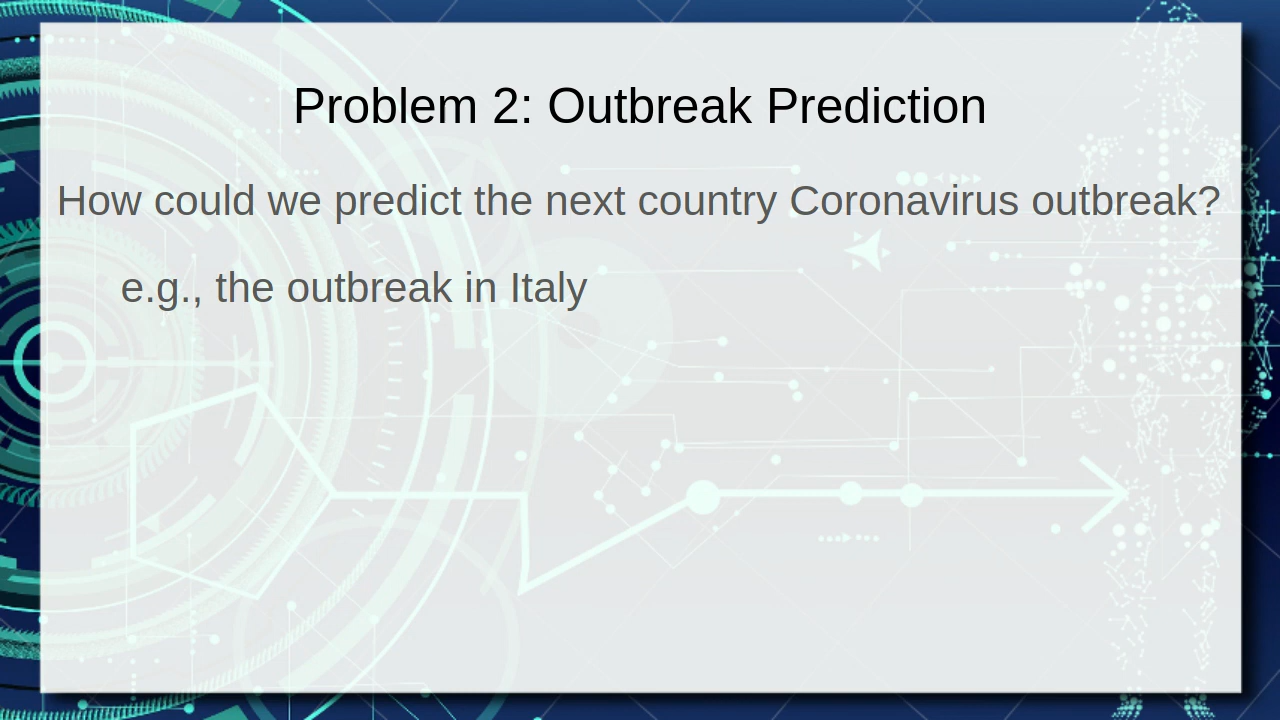 Problem 2: Outbreak Prediction
How could we predict the next country Coronavirus outbreak?
e.g., the outbreak in Italy